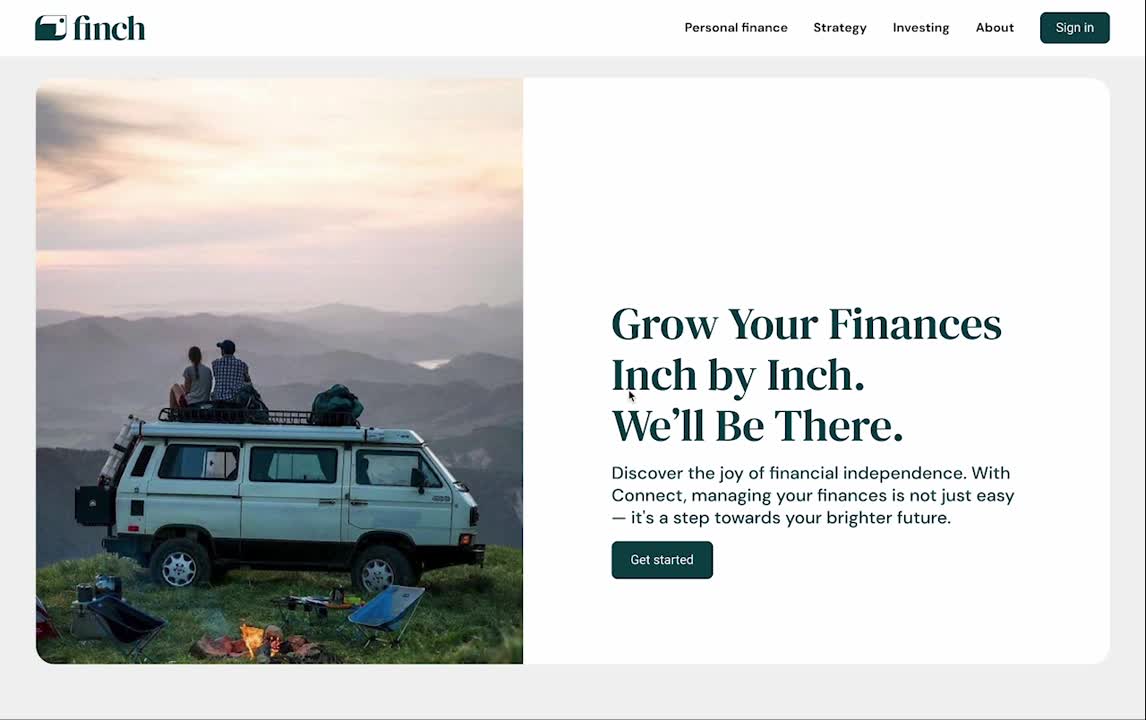 finch
Personal finance
Strategy
Investing
About
Sign in
Grow Your Finances
Inch by Inch.
We’ll Be There.
Discover the joy of financial independence. With
Connect, managing your finances is not just easy
— it's a step towards your brighter future.
Get started